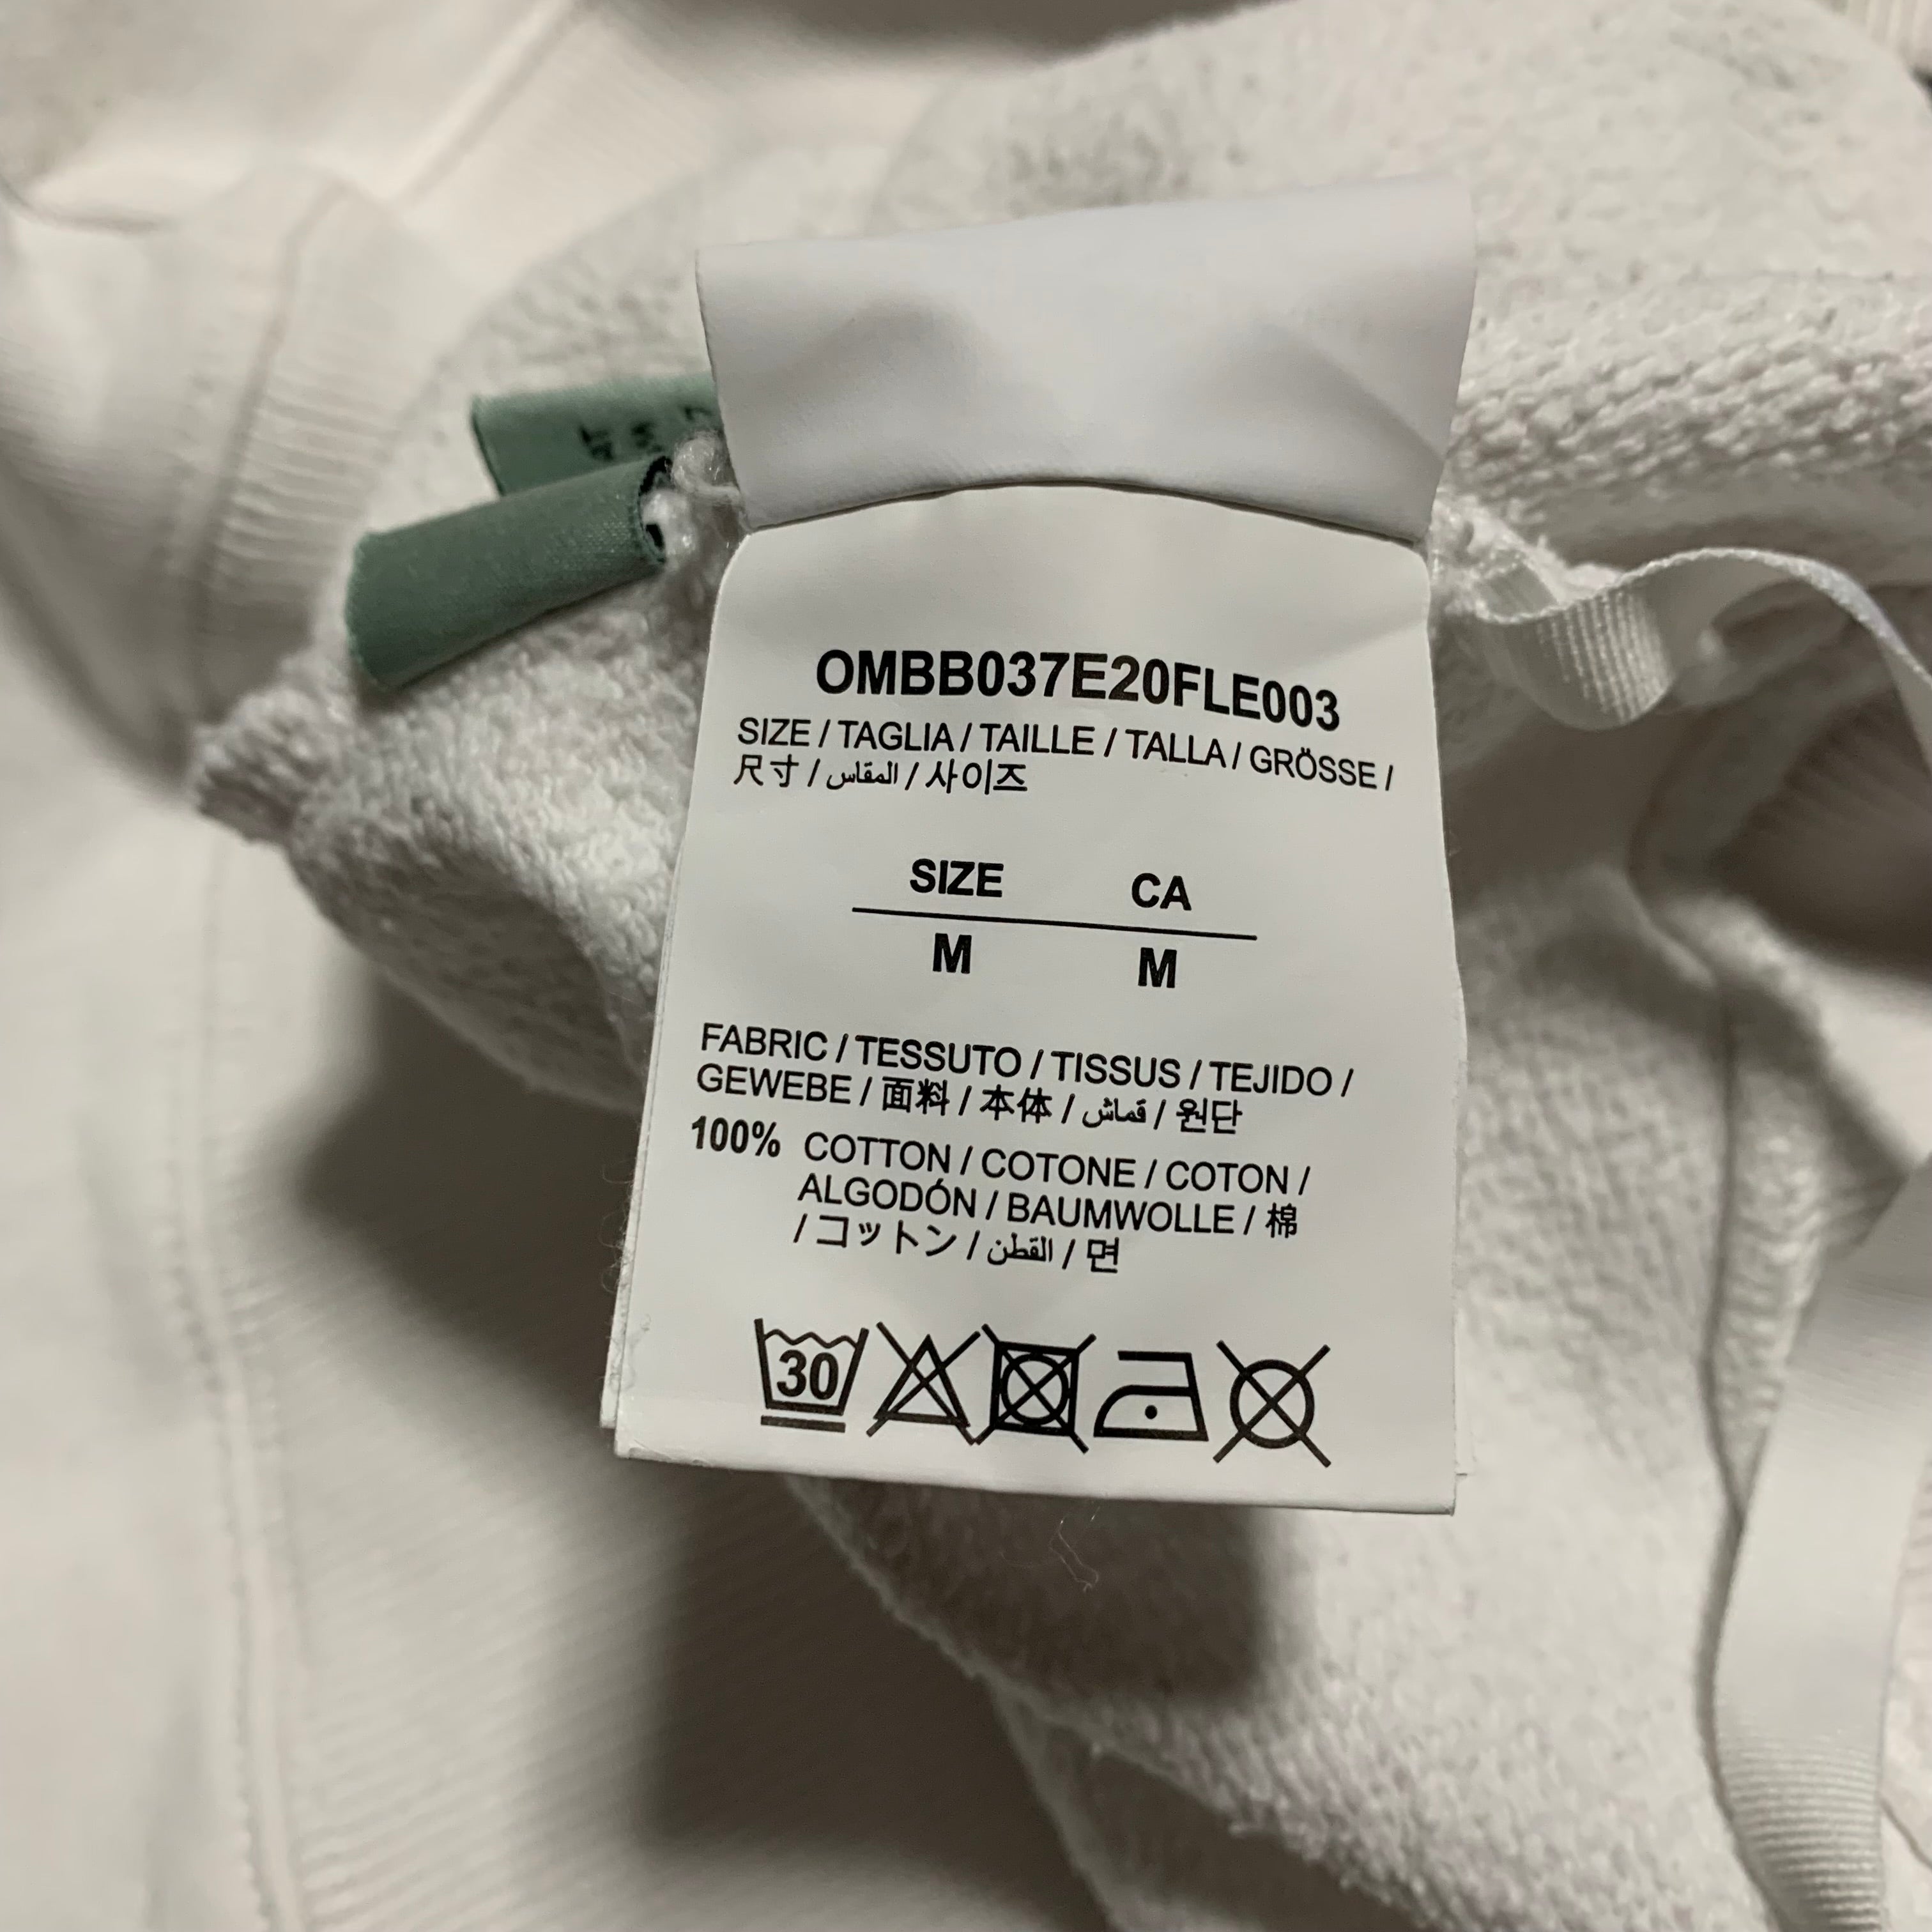 OMBB037E20FLE003
SIZE / TAGLIA / TAILLE / TALLA / GRÖSSE /
尺寸 / المقاس / 사이즈
SIZE CA
M M
FABRIC / TESSUTO / TISSUS / TEJIDO /
GEWEBE / 面料 / 本体 / قماش / 원단
100% COTTON / COTONE / COTON /
ALGODÓN / BAUMWOLLE / 棉
/ コットン / القطن / 면
30